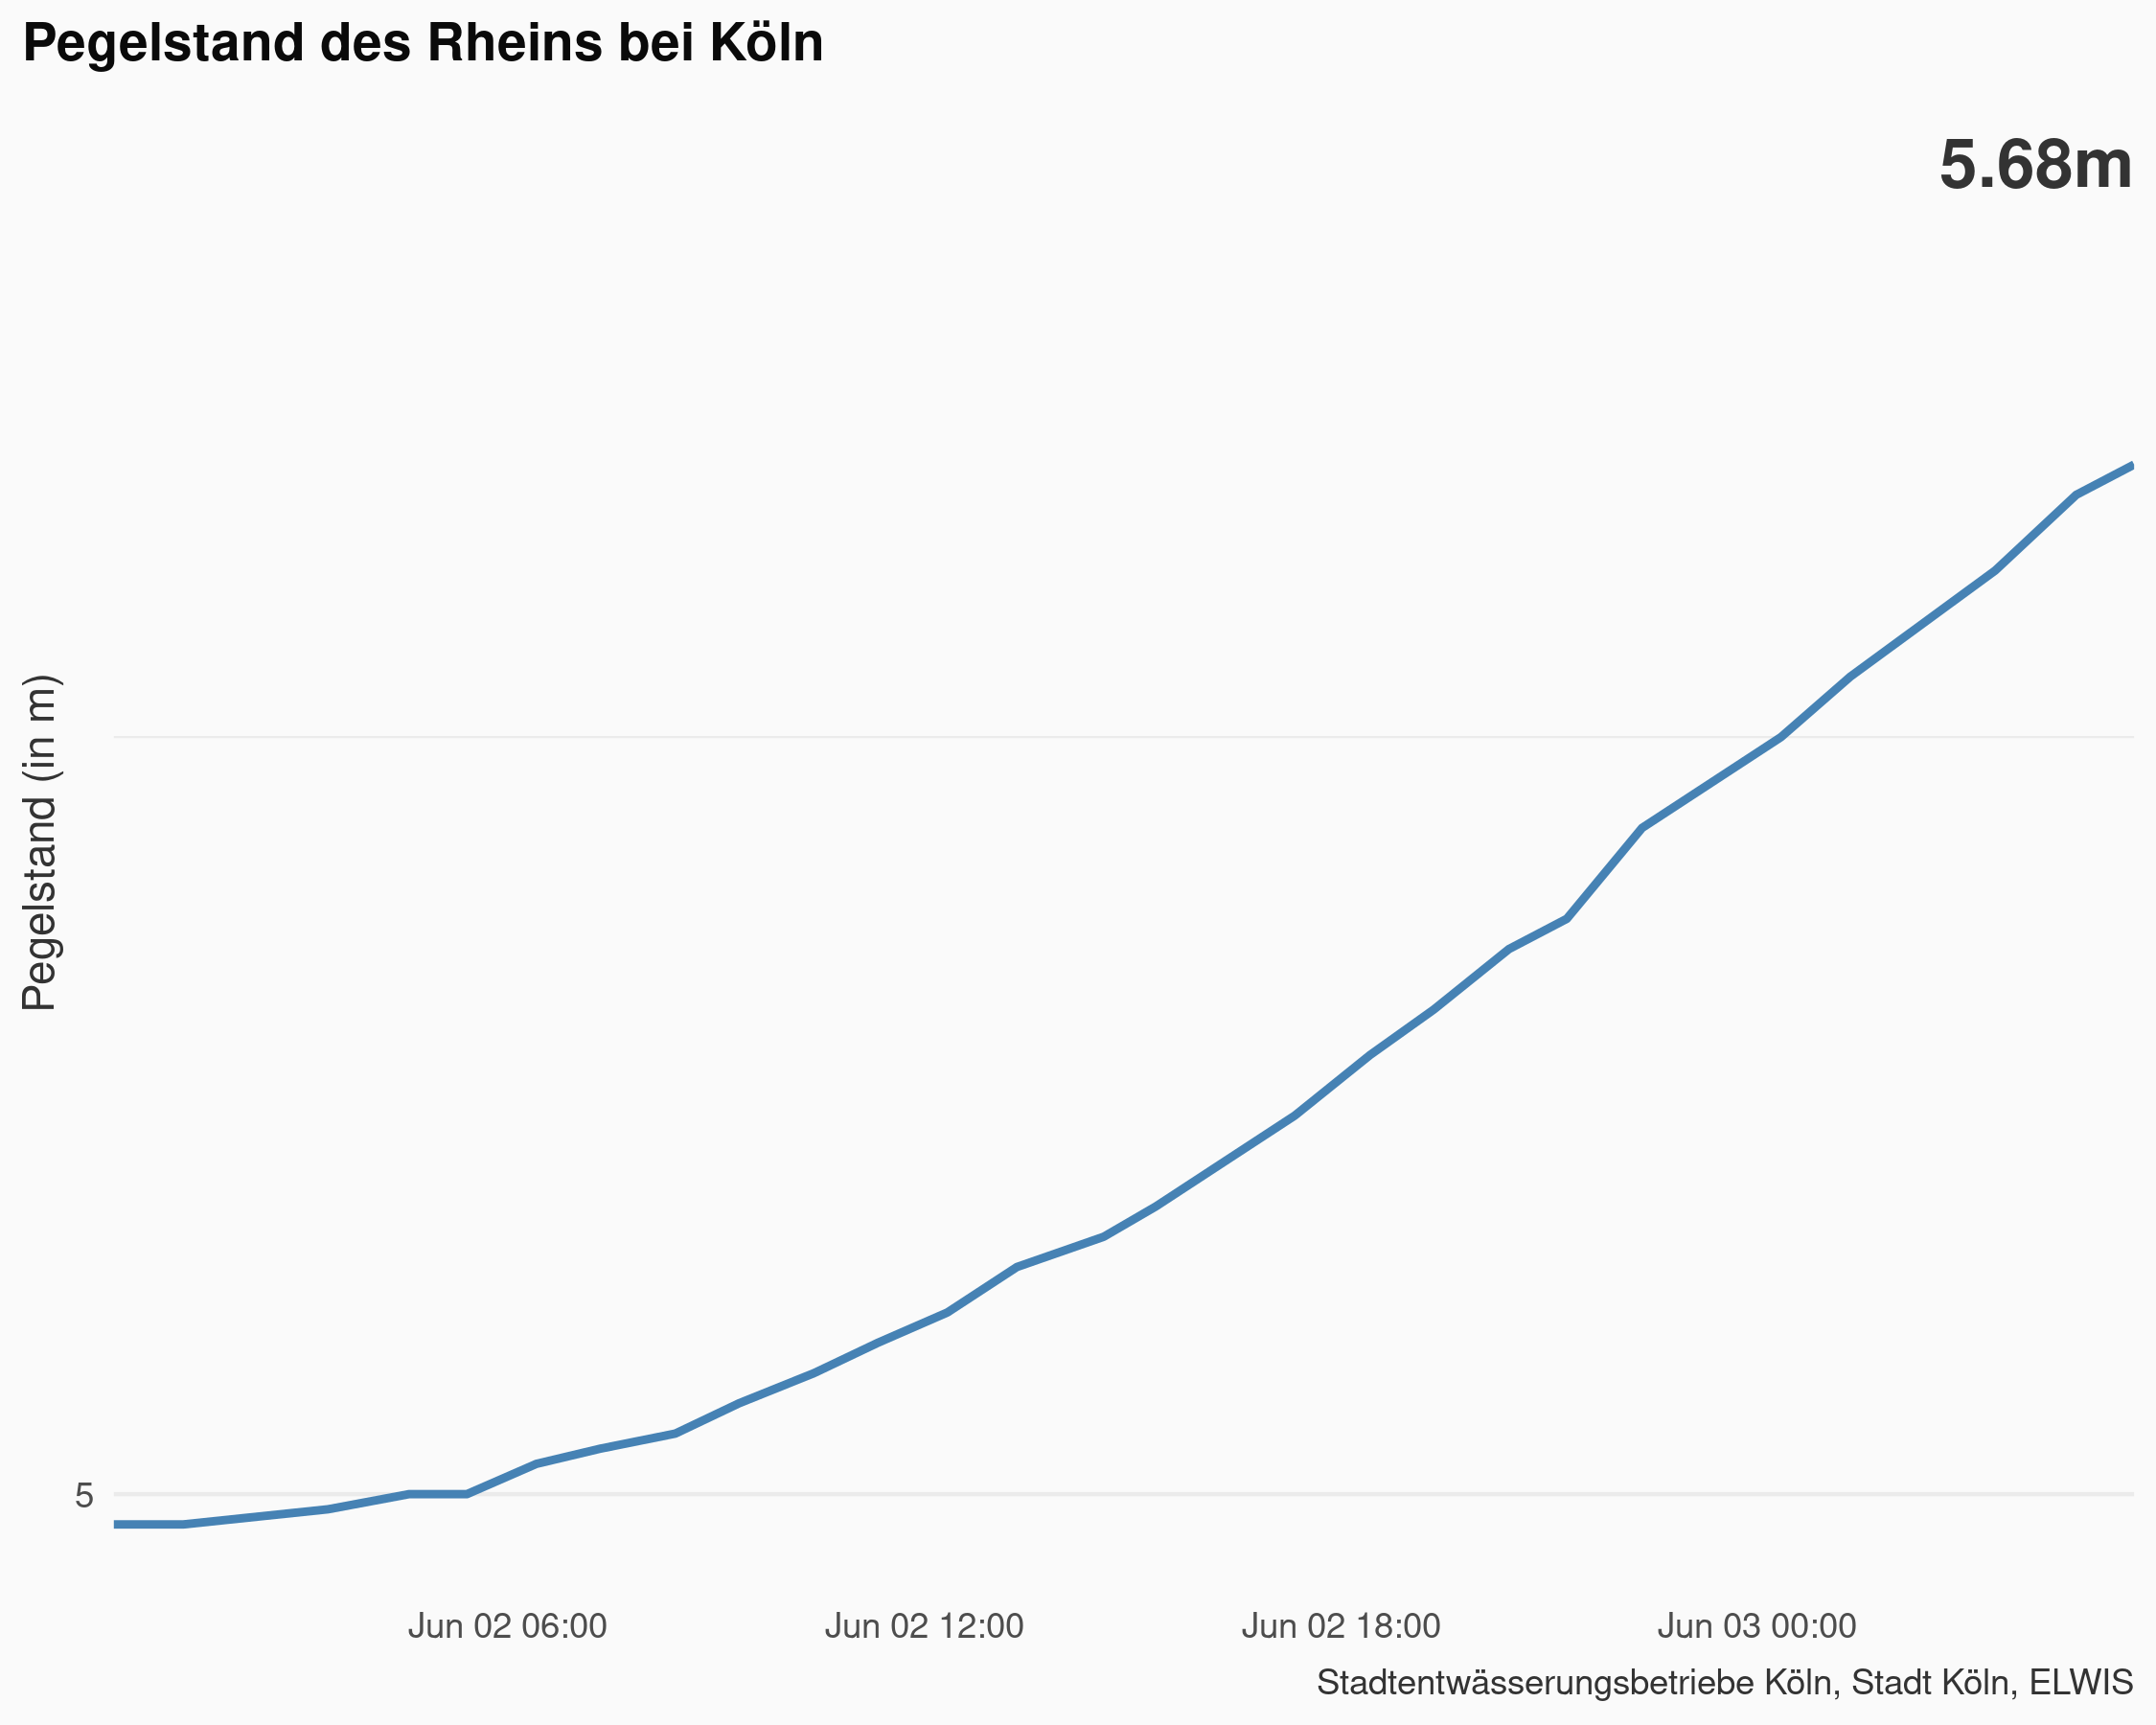 Pegelstand des Rheins bei Köln
5.68m
Pegelstand (in m)
5
Jun 02 06:00
Jun 02 12:00
Jun 02 18:00
Jun 03 00:00
Stadtentwässerungsbetriebe Köln, Stadt Köln, ELWIS